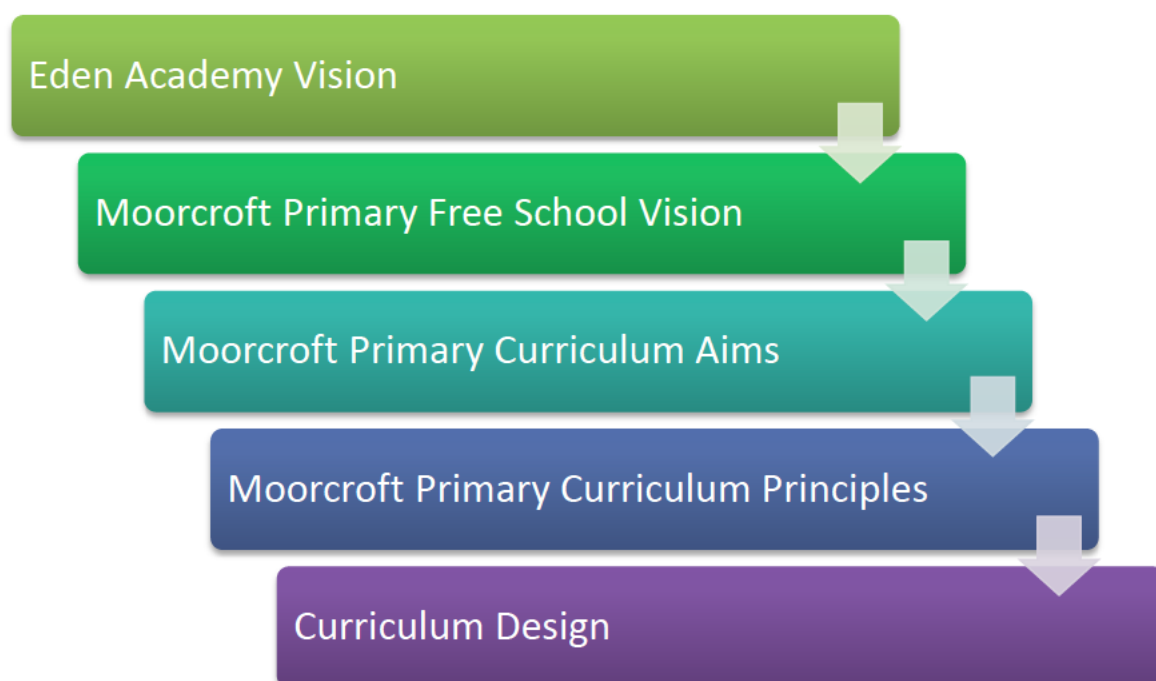 Eden Academy Vision
Moorcroft Primary Free School Vision
Moorcroft Primary Curriculum Aims
Moorcroft Primary Curriculum Principles
Curriculum Design